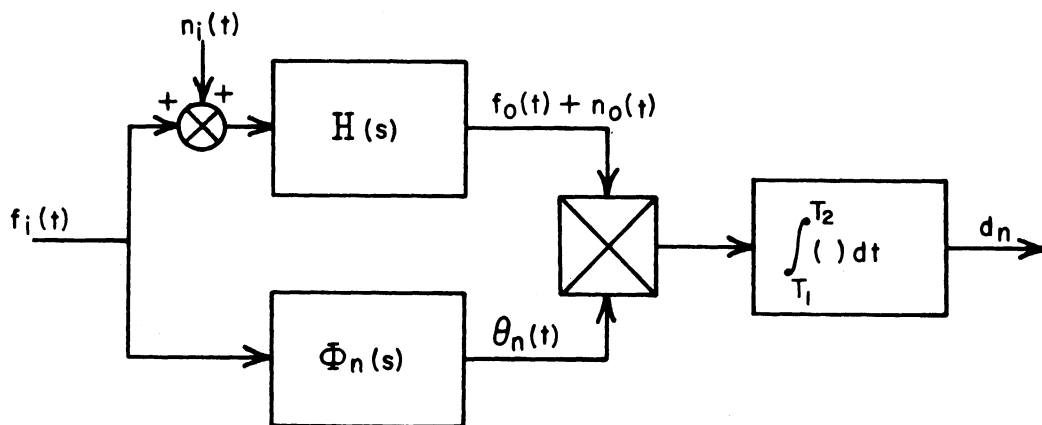 nᵢ(t)
+ +
H(s)
f₀(t) + n₀(t)
fᵢ(t)
∫T₂ T₁ ( ) dt
dₙ
Φₙ(s)
θₙ(t)